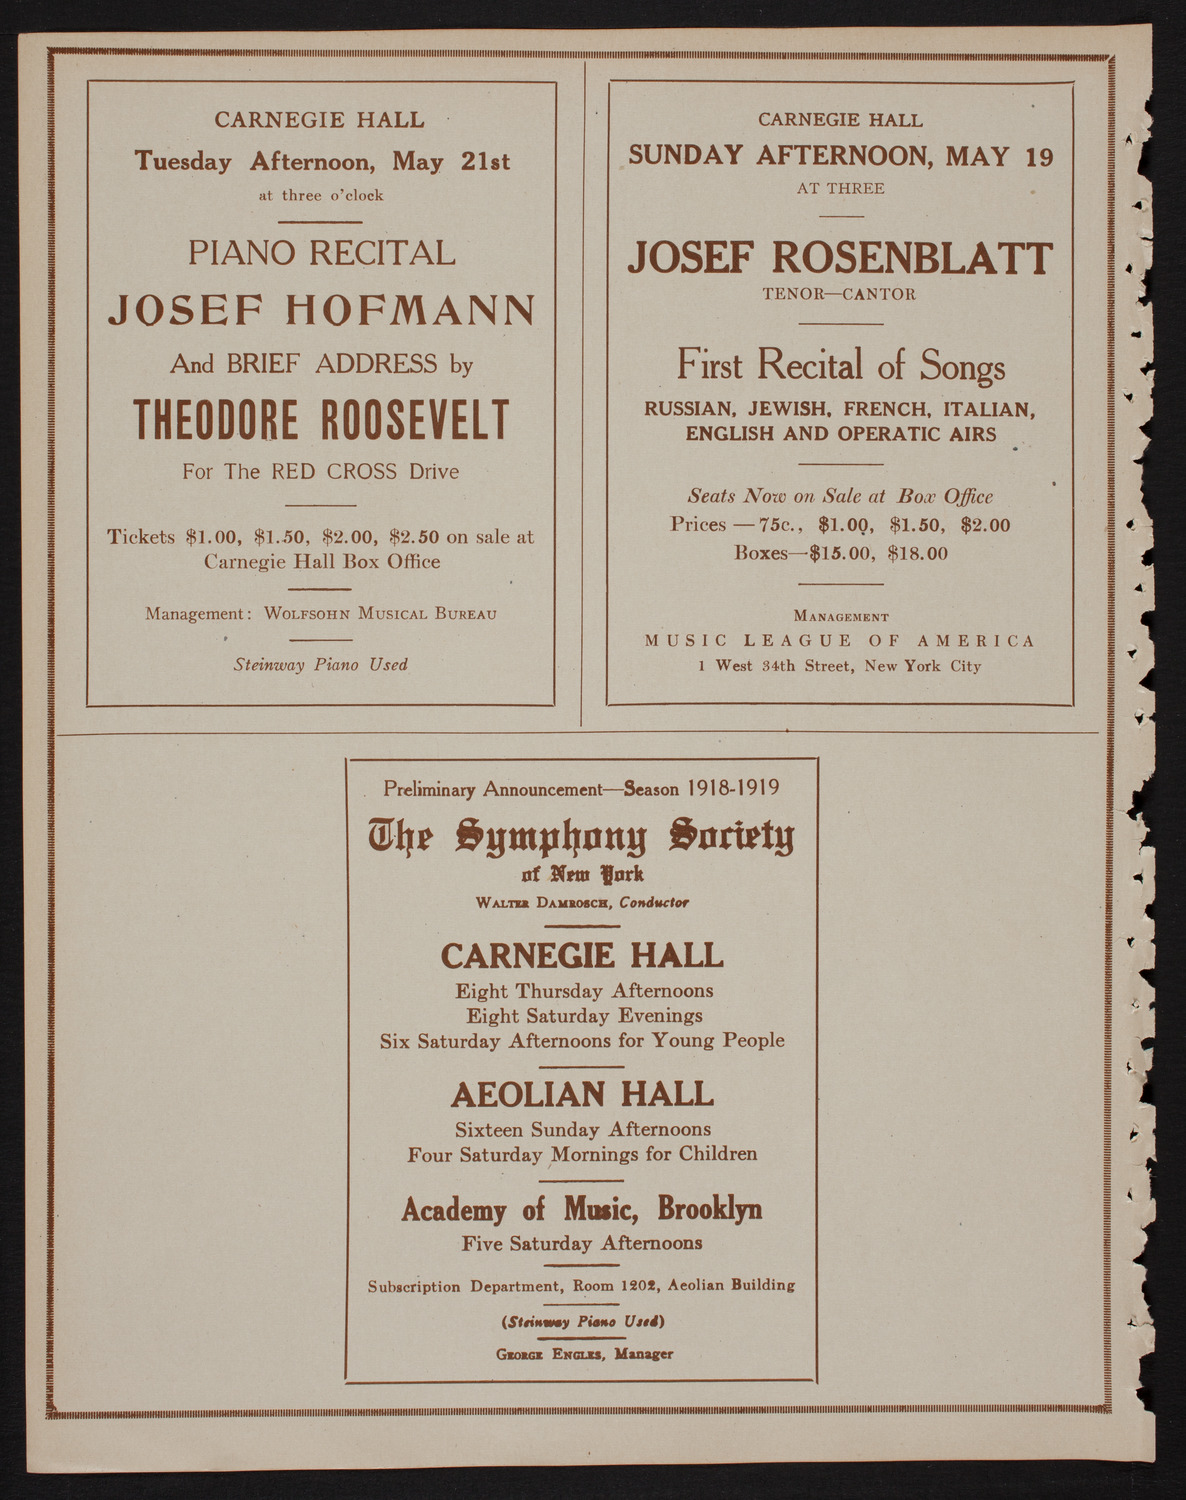 CARNEGIE HALL
Tuesday Afternoon, May 21st
at three o'clock
PIANO RECITAL
JOSEF HOFMANN
And BRIEF ADDRESS by
THEODORE ROOSEVELT
For The RED CROSS Drive
Tickets $1.00, $1.50, $2.00, $2.50 on sale at
Carnegie Hall Box Office
Management: WOLFSOHN MUSICAL BUREAU
Steinway Piano Used
CARNEGIE HALL
SUNDAY AFTERNOON, MAY 19
AT THREE
JOSEF ROSENBLATT
TENOR—CANTOR
First Recital of Songs
RUSSIAN, JEWISH, FRENCH, ITALIAN,
ENGLISH AND OPERATIC AIRS
Seats Now on Sale at Box Office
Prices — 75c., $1.00, $1.50, $2.00
Boxes—$15.00, $18.00
MANAGEMENT
MUSIC LEAGUE OF AMERICA
1 West 34th Street, New York City
Preliminary Announcement—Season 1918-1919
The Symphony Society
of New York
WALTER DAMROSCH, Conductor
CARNEGIE HALL
Eight Thursday Afternoons
Eight Saturday Evenings
Six Saturday Afternoons for Young People
AEOLIAN HALL
Sixteen Sunday Afternoons
Four Saturday Mornings for Children
Academy of Music, Brooklyn
Five Saturday Afternoons
Subscription Department, Room 1202, Aeolian Building
(Steinway Piano Used)
GEORGE ENGLES, Manager